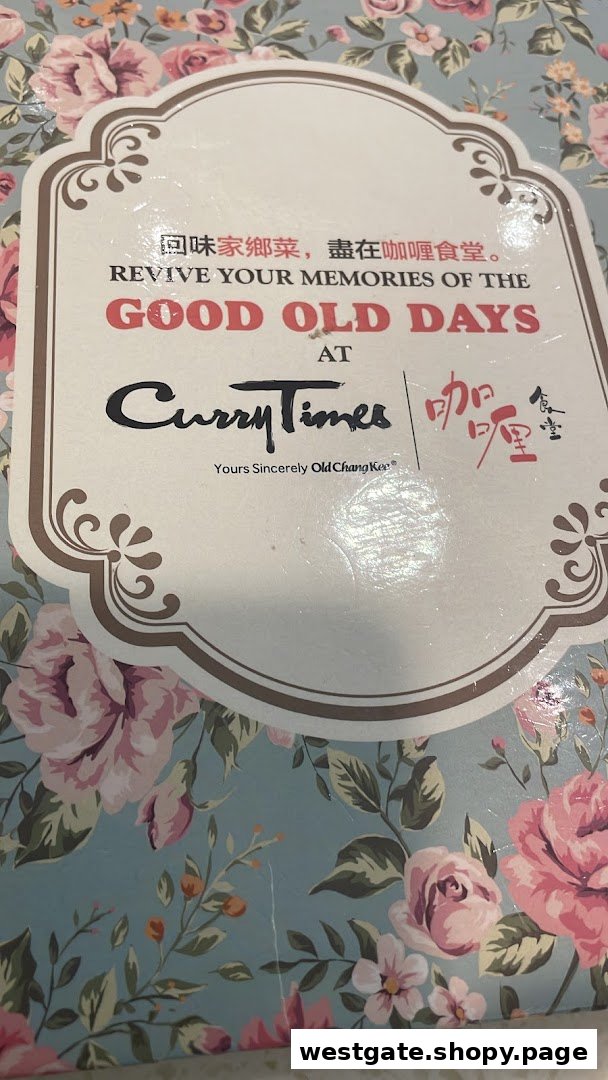 回味家鄉菜，盡在咖喱食堂。
REVIVE YOUR MEMORIES OF THE
GOOD OLD DAYS
AT
CurryTimes
咖喱食堂
Yours Sincerely Old Chang Kee®
westgate.shopy.page